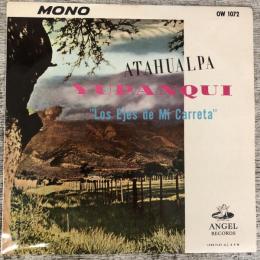 MONO
OW 1072
ATAHUALPA
YUPANQUI
"Los Ejes de Mi Carreta"
ANGEL
RECORDS